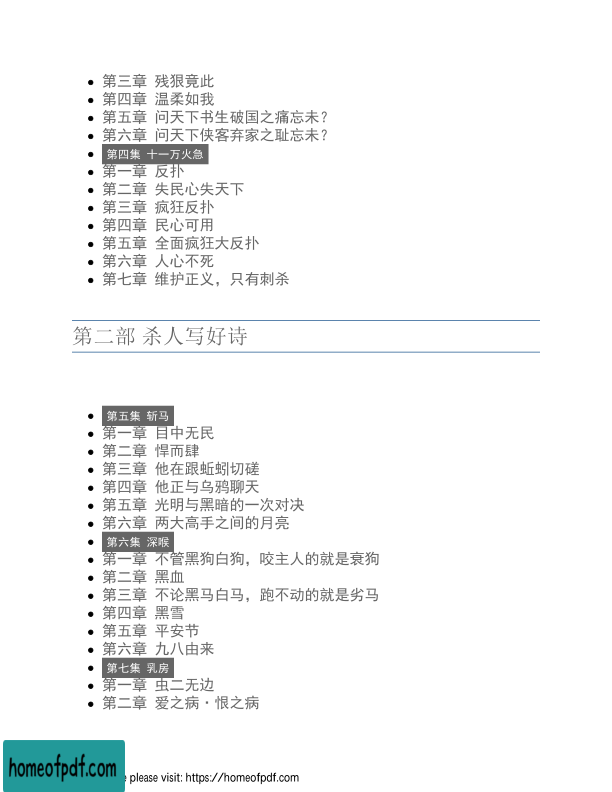 第三章 残狠竟此
第四章 温柔如我
第五章 问天下书生破国之痛忘未？
第六章 问天下侠客弃家之耻忘未？
第四集 十一万火急
第一章 反扑
第二章 失民心失天下
第三章 疯狂反扑
第四章 民心可用
第五章 全面疯狂大反扑
第六章 人心不死
第七章 维护正义，只有刺杀
第二部 杀人写好诗
第五集 斩马
第一章 目中无民
第二章 悍而肆
第三章 他在跟蚯蚓切磋
第四章 他正与乌鸦聊天
第五章 光明与黑暗的一次对决
第六章 两大高手之间的月亮
第六集 深喉
第一章 不管黑狗白狗，咬主人的就是衰狗
第二章 黑血
第三章 不论黑马白马，跑不动的就是劣马
第四章 黑雪
第五章 平安节
第六章 九八由来
第七集 乳房
第一章 虫二无边
第二章 爱之病·恨之病
homeofpdf.com
please visit: https://homeofpdf.com